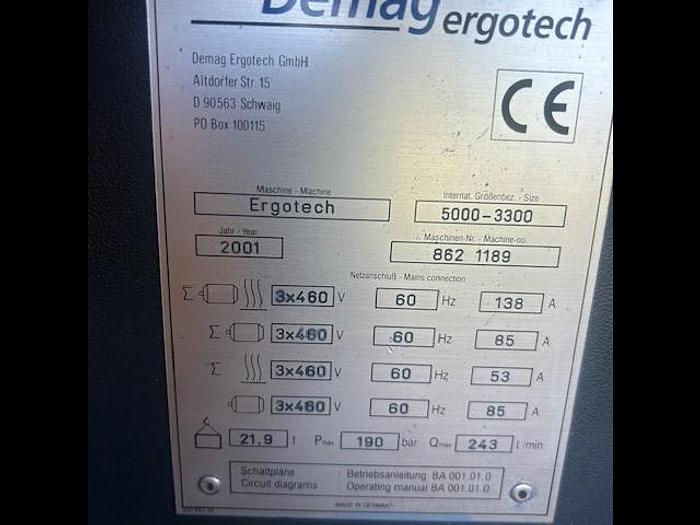 Demag ergotech
Demag Ergotech GmbH
Altdorfer Str. 15
D 90563 Schwaig
PO Box 100115
CE
Maschine - Machine
Ergotech
Internat. Größenbez. - Size
5000-3300
Jahr - Year
2001
Maschinen-Nr. - Machine-no.
862 1189
Netzanschluß - Mains connection
Σ 3x460 V 60 Hz 138 A
Σ 3x460 V 60 Hz 85 A
Σ 3x460 V 60 Hz 53 A
3x460 V 60 Hz 85 A
21,9 t Pmax 190 bar Qmax 243 l/min
Schaltpläne : Betriebsanleitung BA 001.01.0
Circuit diagrams : Operating manual BA 001.01.0
MADE IN GERMANY